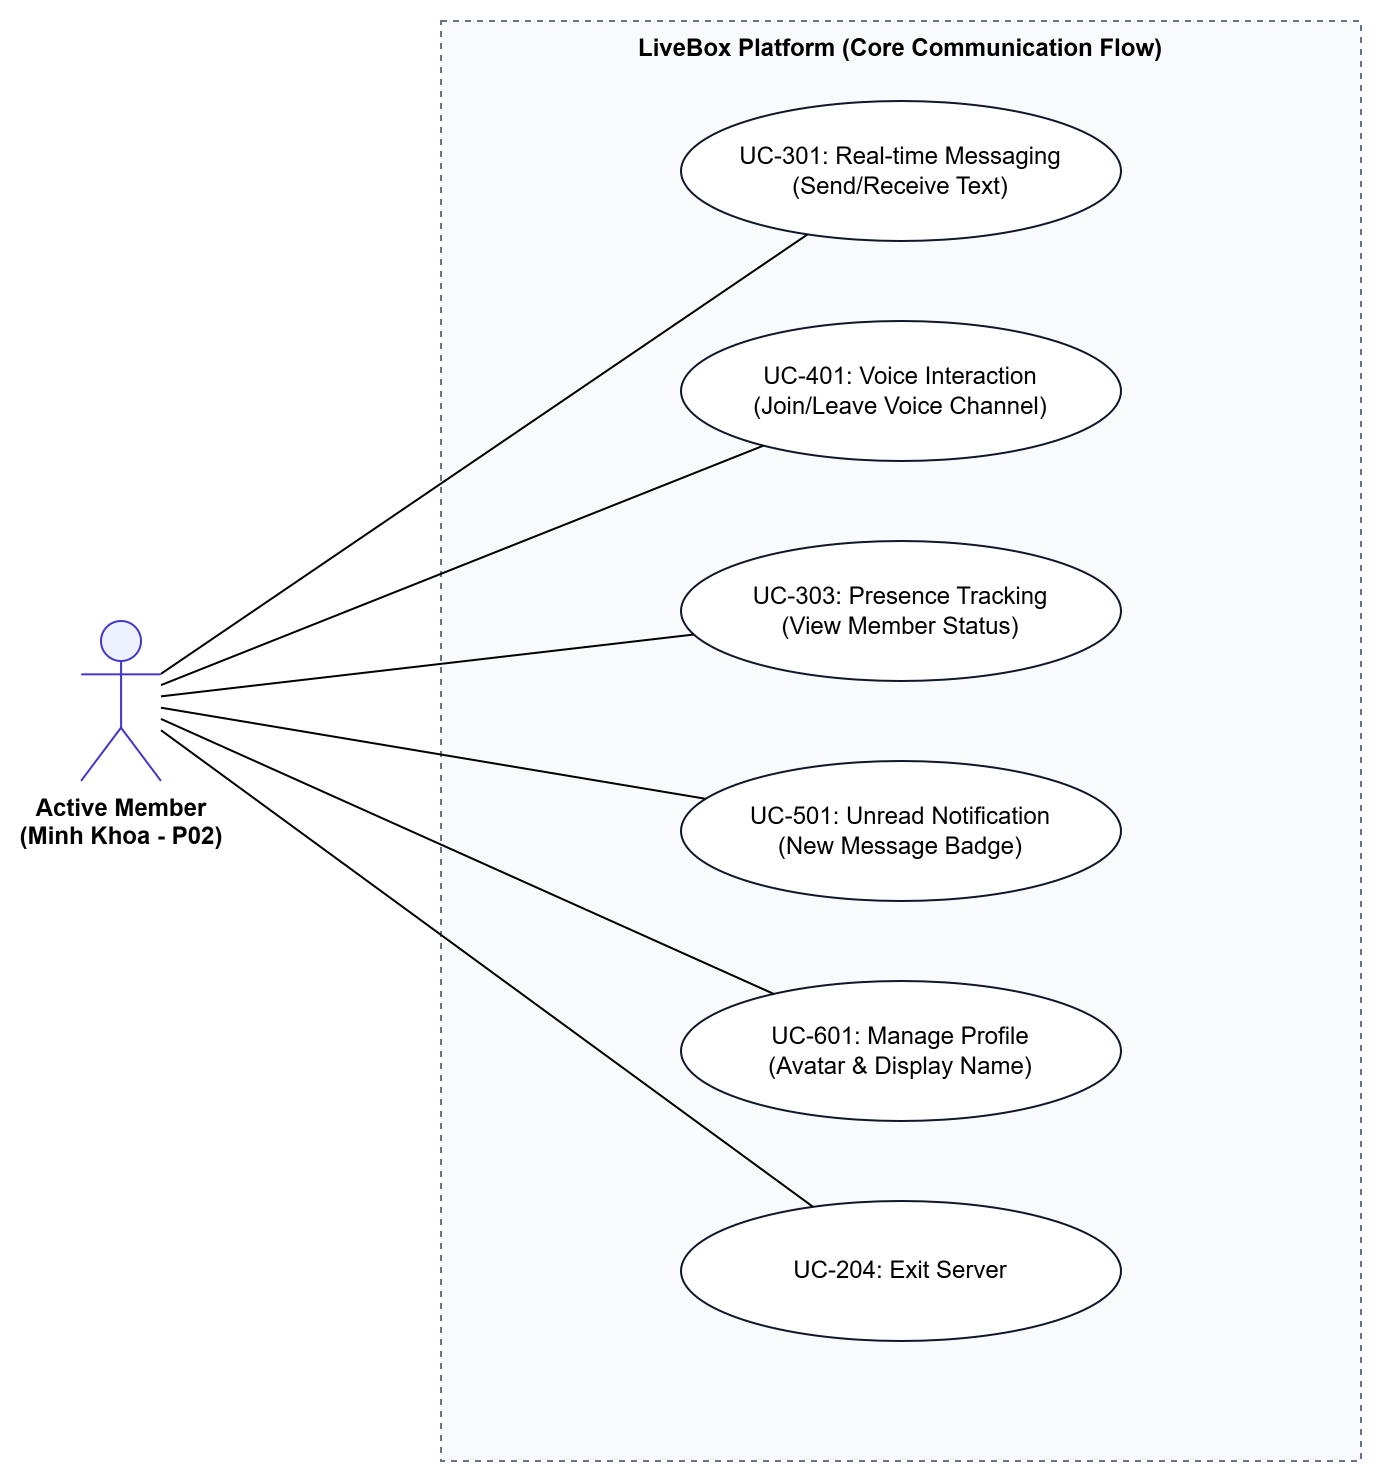 LiveBox Platform (Core Communication Flow)
UC-301: Real-time Messaging
(Send/Receive Text)
UC-401: Voice Interaction
(Join/Leave Voice Channel)
UC-303: Presence Tracking
(View Member Status)
Active Member
(Minh Khoa - P02)
UC-501: Unread Notification
(New Message Badge)
UC-601: Manage Profile
(Avatar & Display Name)
UC-204: Exit Server